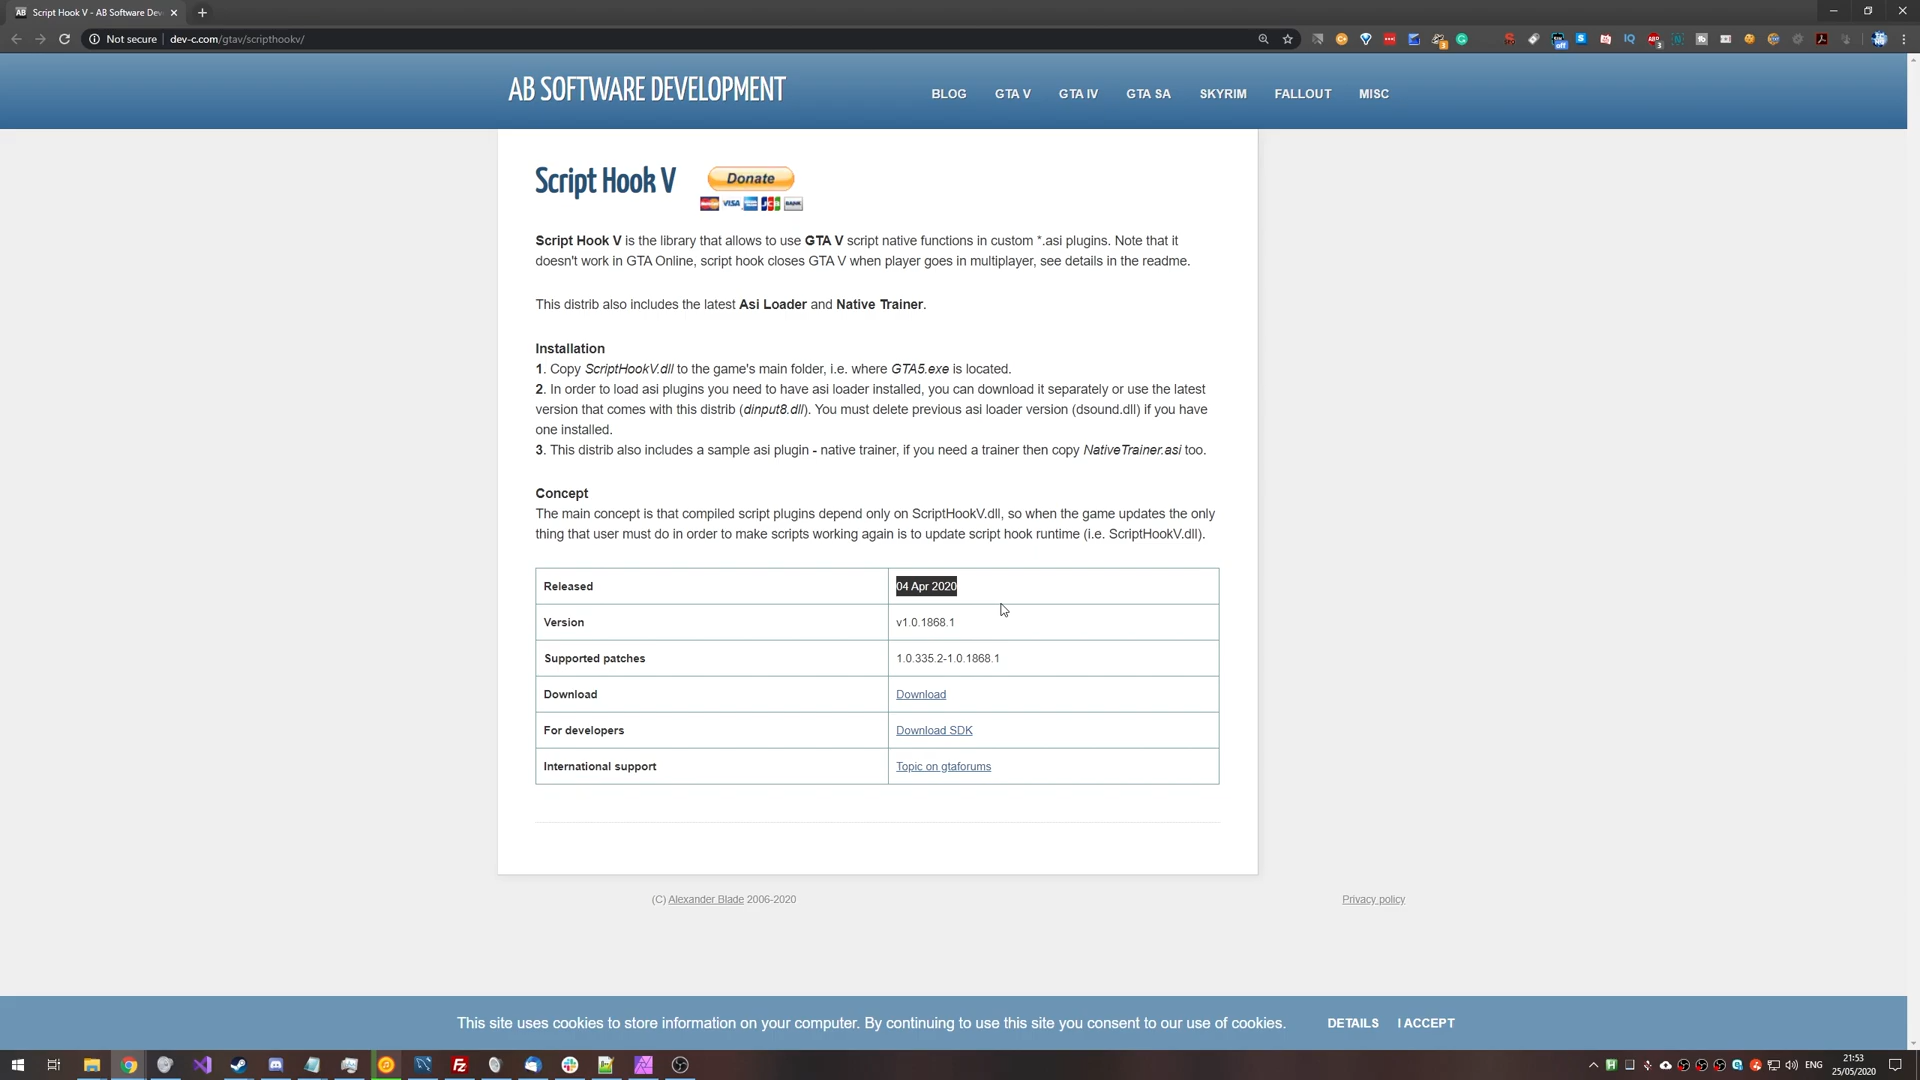 Script Hook V - AB Software Dev
Not secure
dev-c.com/gtav/scripthookv/
AB SOFTWARE DEVELOPMENT
BLOG
GTA V
GTA IV
GTA SA
SKYRIM
FALLOUT
MISC
Script Hook V
Donate
VISA
BANK
Script Hook V is the library that allows to use GTA V script native functions in custom *.asi plugins. Note that it
doesn't work in GTA Online, script hook closes GTA V when player goes in multiplayer, see details in the readme.
This distrib also includes the latest Asi Loader and Native Trainer.
Installation
1. Copy ScriptHookV.dll to the game's main folder, i.e. where GTA5.exe is located.
2. In order to load asi plugins you need to have asi loader installed, you can download it separately or use the latest
version that comes with this distrib (dinput8.dll). You must delete previous asi loader version (dsound.dll) if you have
one installed.
3. This distrib also includes a sample asi plugin - native trainer, if you need a trainer then copy NativeTrainer.asi too.
Concept
The main concept is that compiled script plugins depend only on ScriptHookV.dll, so when the game updates the only
thing that user must do in order to make scripts working again is to update script hook runtime (i.e. ScriptHookV.dll).
Released
04 Apr 2020
Version
v1.0.1868.1
Supported patches
1.0.335.2-1.0.1868.1
Download
Download
For developers
Download SDK
International support
Topic on gtaforums
(C) Alexander Blade 2006-2020
Privacy policy
This site uses cookies to store information on your computer. By continuing to use this site you consent to our use of cookies.
DETAILS
I ACCEPT
ENG
21:53
25/05/2020